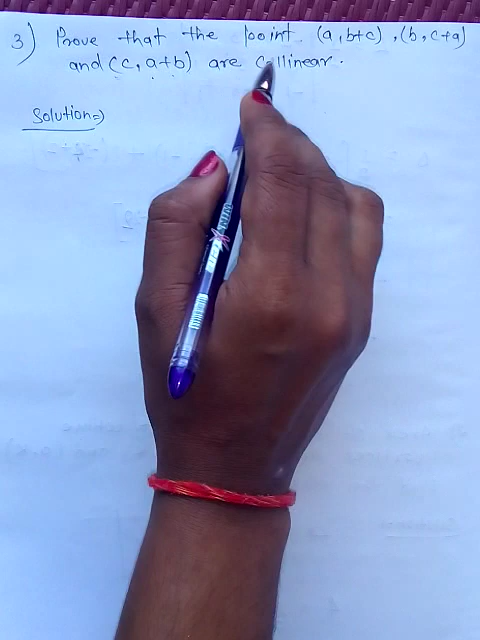 3) Prove that the point (a, b+c), (b, c+a)
and (c, a+b) are collinear.
Solution⇒